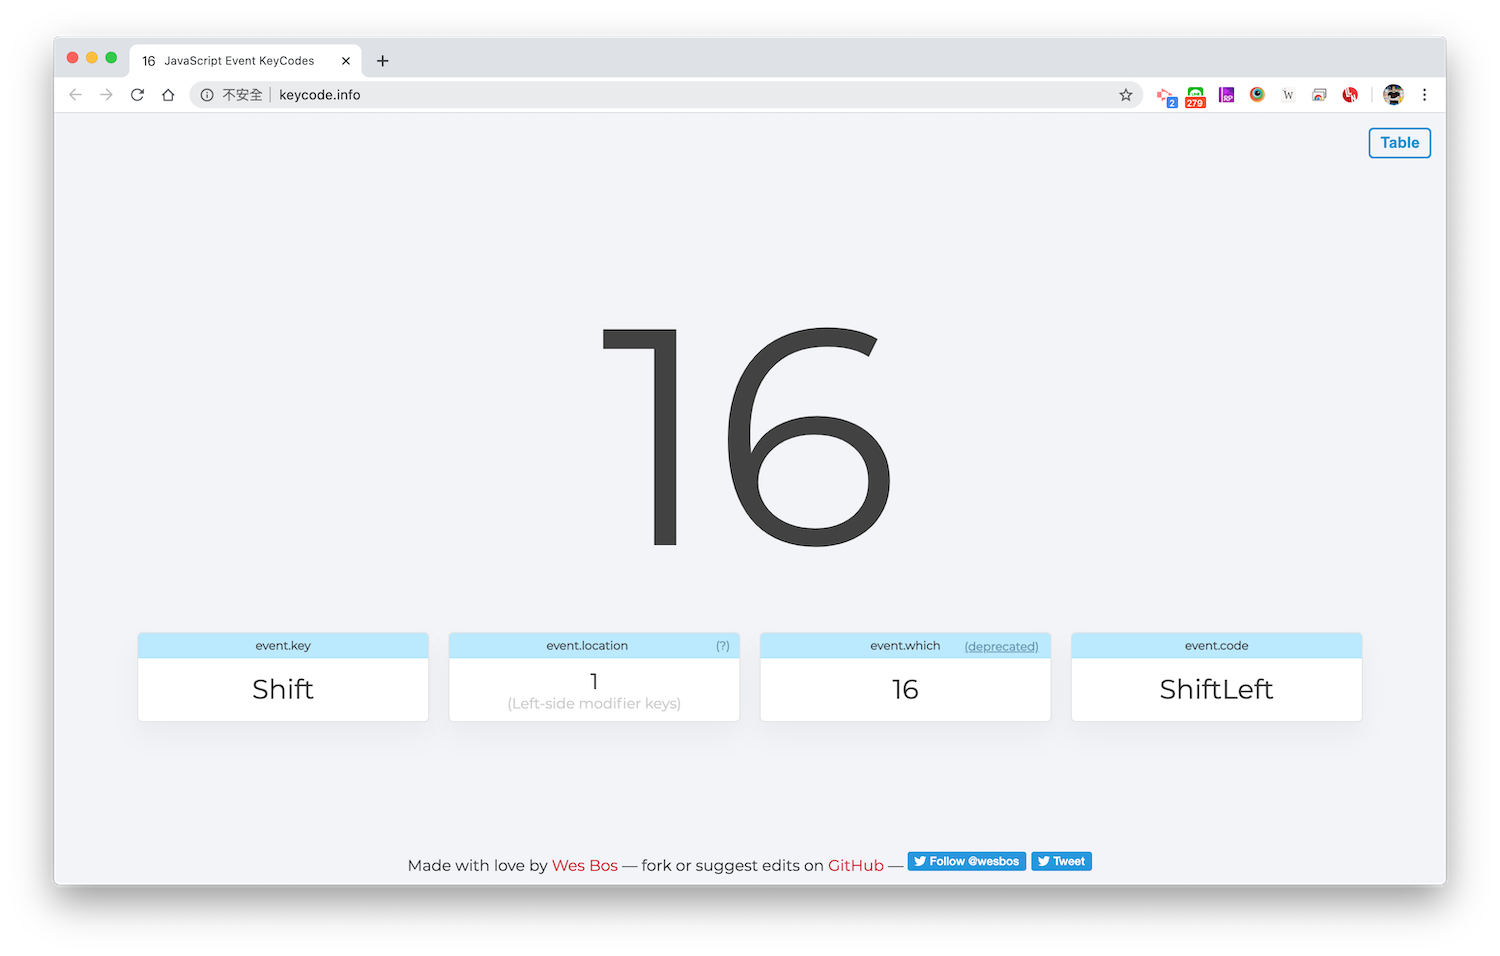 16 JavaScript Event KeyCodes
不安全 keycode.info
2
279
RP
W
Table
16
event.key
Shift
event.location (?)
1
(Left-side modifier keys)
event.which (deprecated)
16
event.code
ShiftLeft
Made with love by Wes Bos — fork or suggest edits on GitHub — Follow @wesbos Tweet